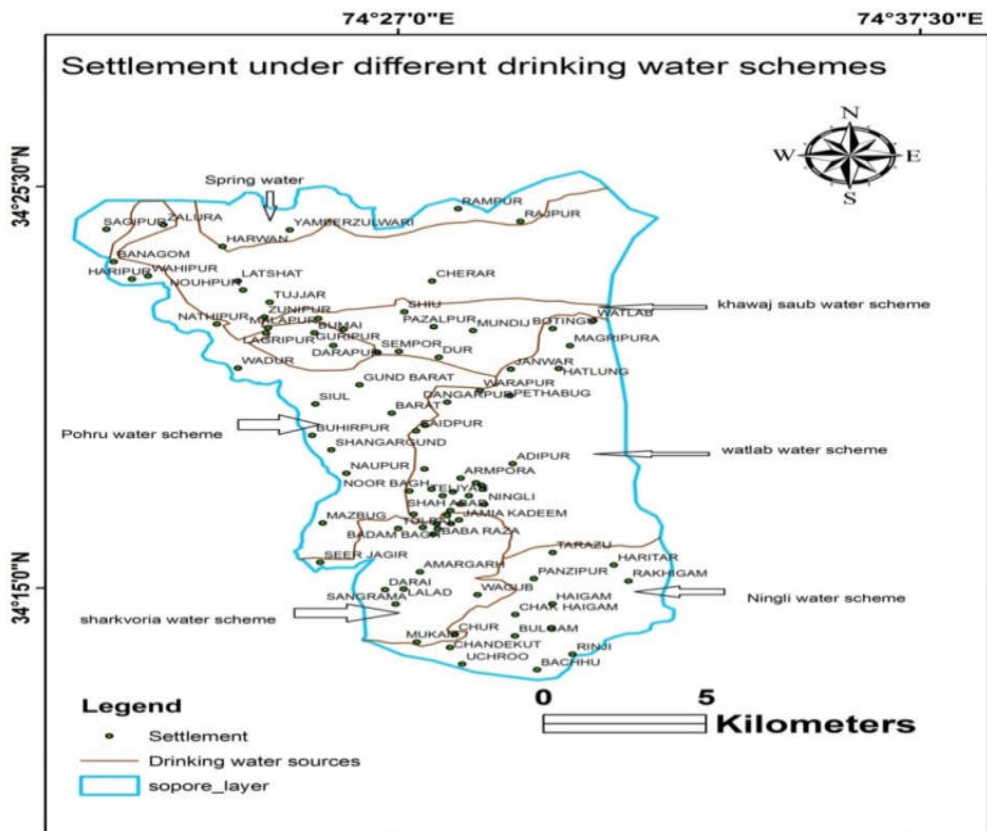 74°27'0"E
74°37'30"E
Settlement under different drinking water schemes
N
W
E
S
34°25'30"N
Spring water
RAMPUR
RAJPUR
SAGIPUR
ZALURA
YAMBERZULWARI
HARWAN
BANAGOM
HARIPUR
WAHIPUR
NOUHPUR
LATSHAT
CHERAR
TUJJAR
SHIU
khawaj saub water scheme
ZUNIPUR
NATHIPUR
MALAPUR
DUMAI
PAZALPUR
MUNDIJ
BOTINGU
WATLAB
LAGRIPUR
GURIPUR
DARAPUR
SEMPOR
DUR
MAGRIPURA
WADUR
JANWAR
HATLUNG
GUND BARAT
WARAPUR
DANGARPUR
PETHABUG
SIUL
BARAT
Pohru water scheme
BUHIRPUR
SAIDPUR
SHANGARGUND
watlab water scheme
NAUPUR
ADIPUR
ARMPORA
NOOR BAGH
NINGLI
SHAH ABAD
MAZBUG
JAMIA KADEEM
BADAM BAGH
BABA RAZA
SEER JAGIR
TARAZU
HARITAR
AMARGARH
PANZIPUR
RAKHIGAM
DARAI
LALAD
WAGUB
SANGRAMA
HAIGAM
CHAK HAIGAM
Ningli water scheme
34°15'0"N
sharkvoria water scheme
MUKAM
CHUR
BULGAM
CHANDEKUT
RINJI
UCHROO
BACHHU
0
5
Kilometers
Legend
Settlement
Drinking water sources
sopore_layer